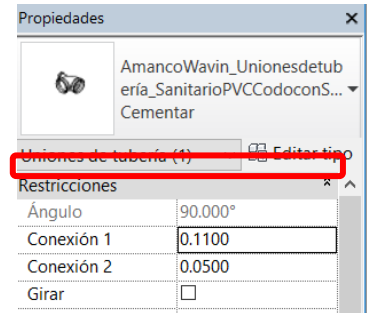 Propiedades
AmancoWavin_Unionesdetub
ería_SanitarioPVCCodoconS...
Cementar
Uniones de tubería (1) Editar tipo
Restricciones
Ángulo 90.000°
Conexión 1 0.1100
Conexión 2 0.0500
Girar